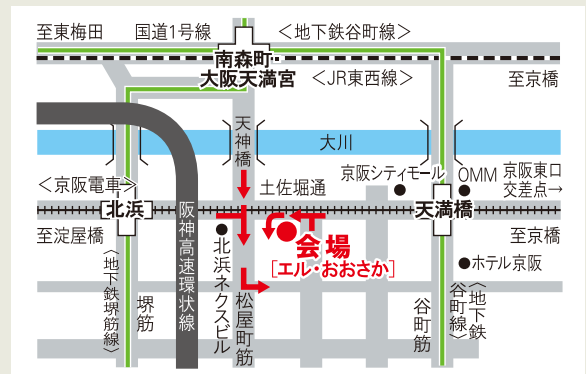 至東梅田
国道1号線
＜地下鉄谷町線＞
南森町・
大阪天満宮
＜JR東西線＞
至京橋
天神橋
大川
京阪シティモール
OMM
京阪東口
交差点→
＜京阪電車＞
土佐堀通
北浜
天満橋
至淀屋橋
阪神高速環状線
会場
［エル・おおさか］
至京橋
北浜ネクスビル
ホテル京阪
＜地下鉄堺筋線＞
堺筋
松屋町筋
谷町筋
＜地下鉄
谷町線＞